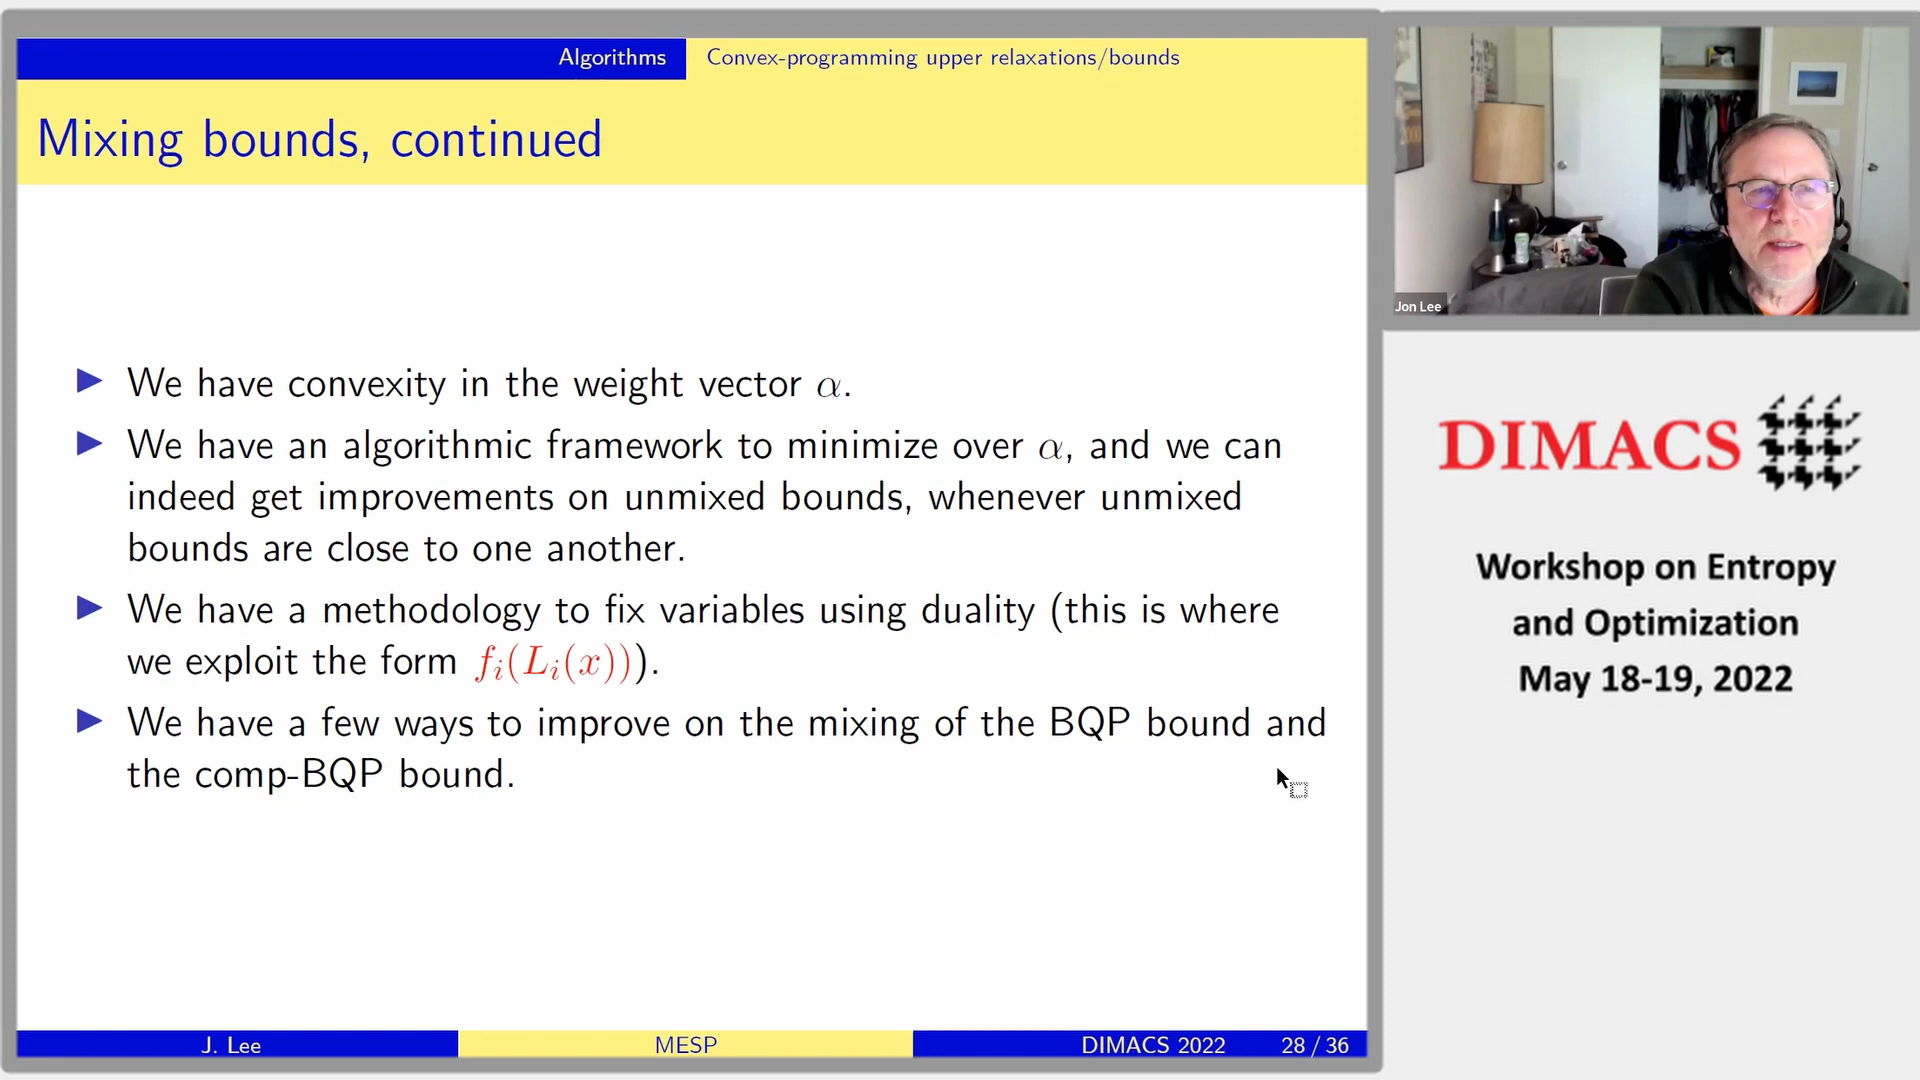 Algorithms
Convex-programming upper relaxations/bounds
Mixing bounds, continued
▶ We have convexity in the weight vector α.
▶ We have an algorithmic framework to minimize over α, and we can
indeed get improvements on unmixed bounds, whenever unmixed
bounds are close to one another.
▶ We have a methodology to fix variables using duality (this is where
we exploit the form f_i(L_i(x))).
▶ We have a few ways to improve on the mixing of the BQP bound and
the comp-BQP bound.
J. Lee
MESP
DIMACS 2022
28 / 36
Jon Lee
DIMACS
Workshop on Entropy
and Optimization
May 18-19, 2022